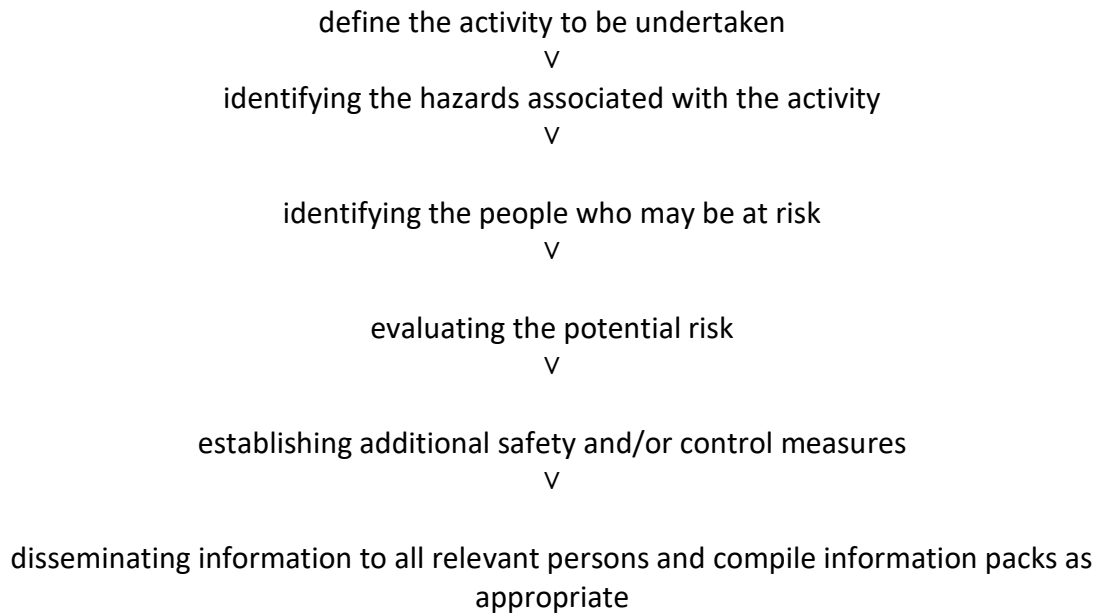 define the activity to be undertaken
∨
identifying the hazards associated with the activity
∨
identifying the people who may be at risk
∨
evaluating the potential risk
∨
establishing additional safety and/or control measures
∨
disseminating information to all relevant persons and compile information packs as
appropriate